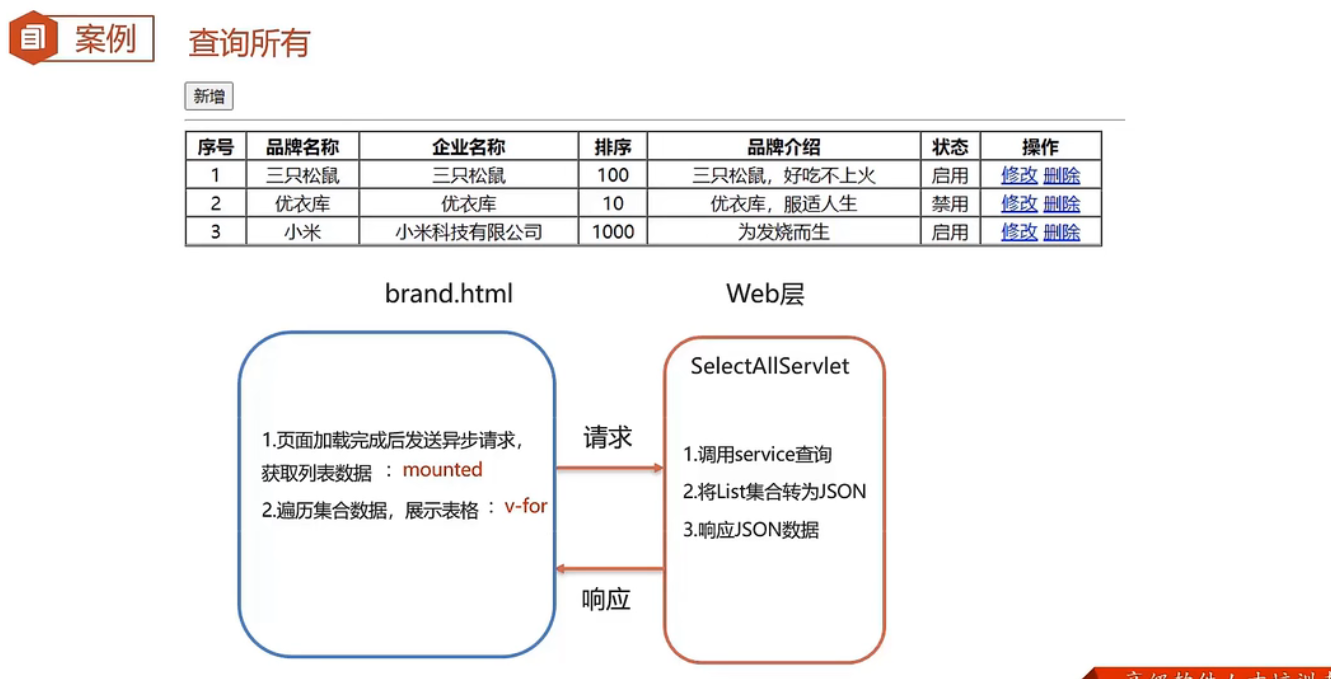 案例
查询所有
新增
序号 品牌名称 企业名称 排序 品牌介绍 状态 操作
1 三只松鼠 三只松鼠 100 三只松鼠，好吃不上火 启用 修改 删除
2 优衣库 优衣库 10 优衣库，服适人生 禁用 修改 删除
3 小米 小米科技有限公司 1000 为发烧而生 启用 修改 删除
brand.html
Web层
1.页面加载完成后发送异步请求，
获取列表数据 ：mounted
2.遍历集合数据，展示表格 ：v-for
请求
响应
SelectAllServlet
1.调用service查询
2.将List集合转为JSON
3.响应JSON数据